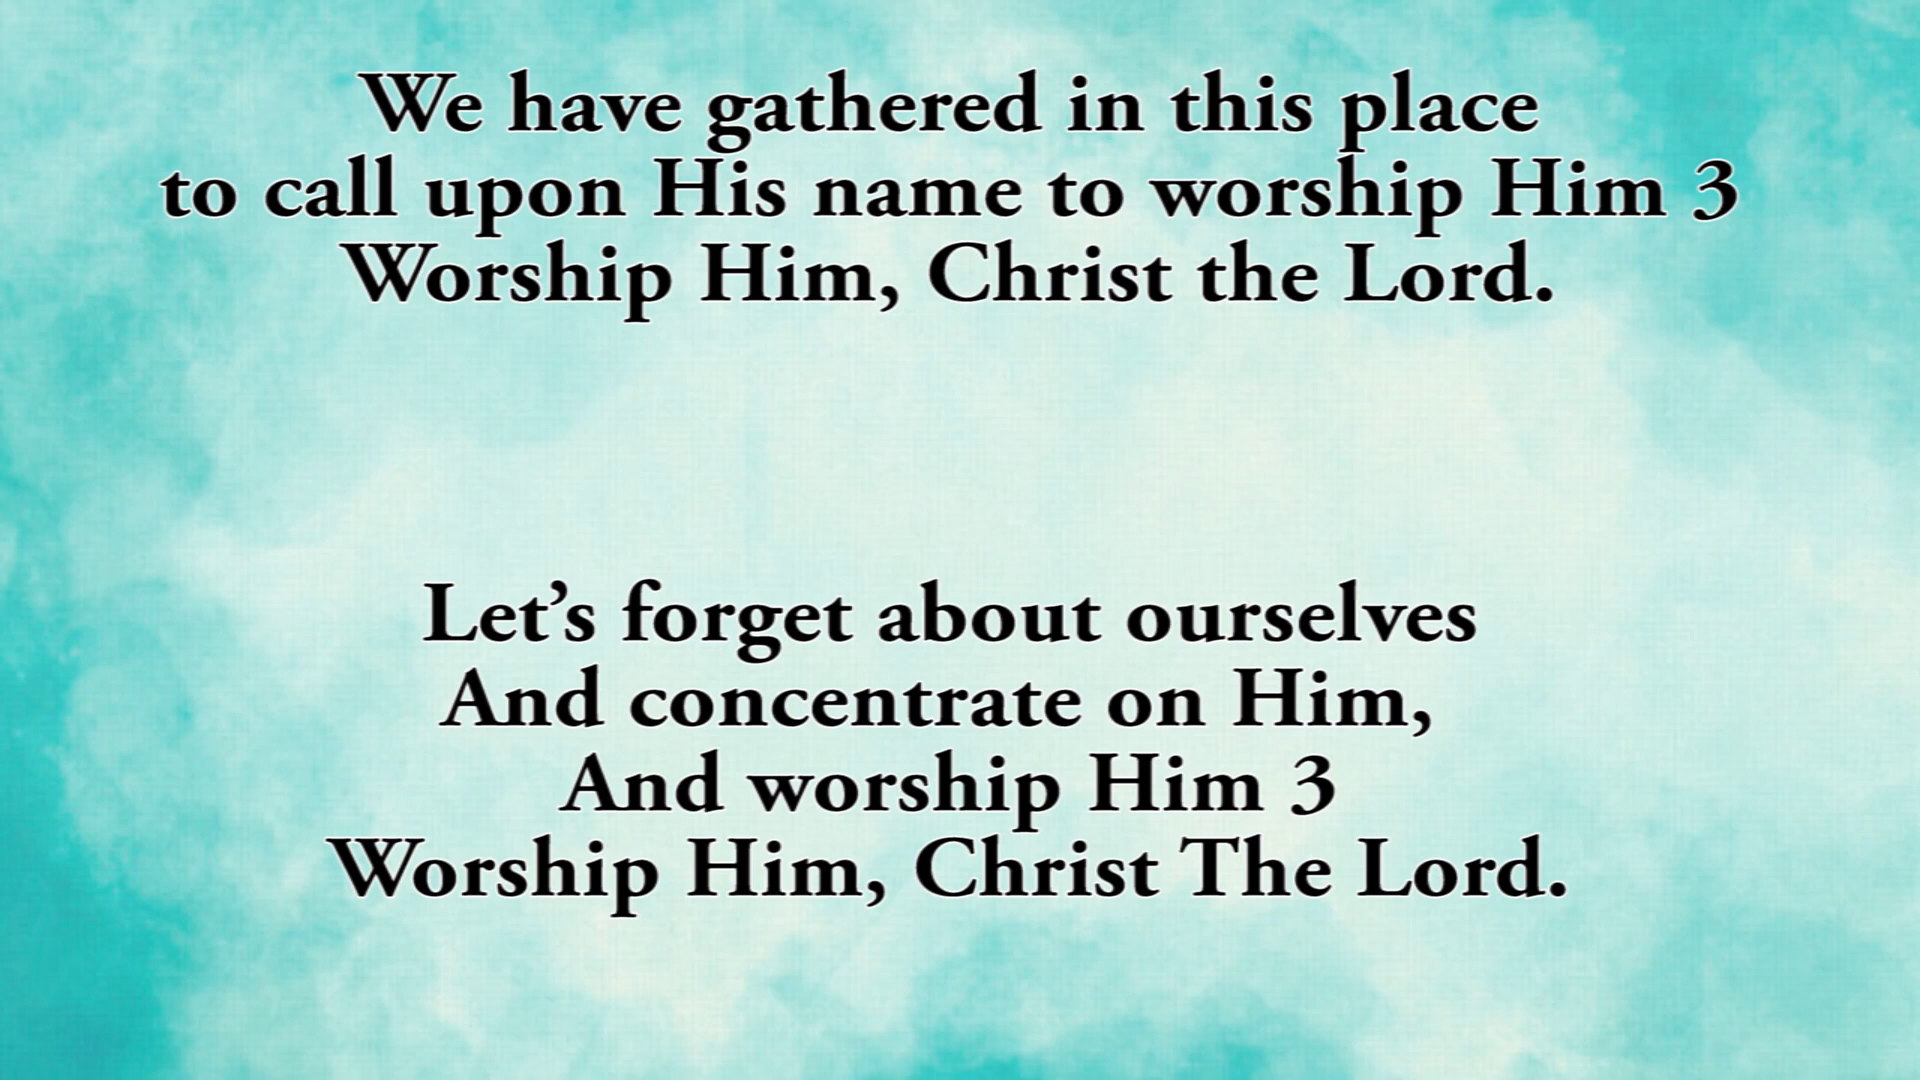 We have gathered in this place
to call upon His name to worship Him 3
Worship Him, Christ the Lord.
Let’s forget about ourselves
And concentrate on Him,
And worship Him 3
Worship Him, Christ The Lord.